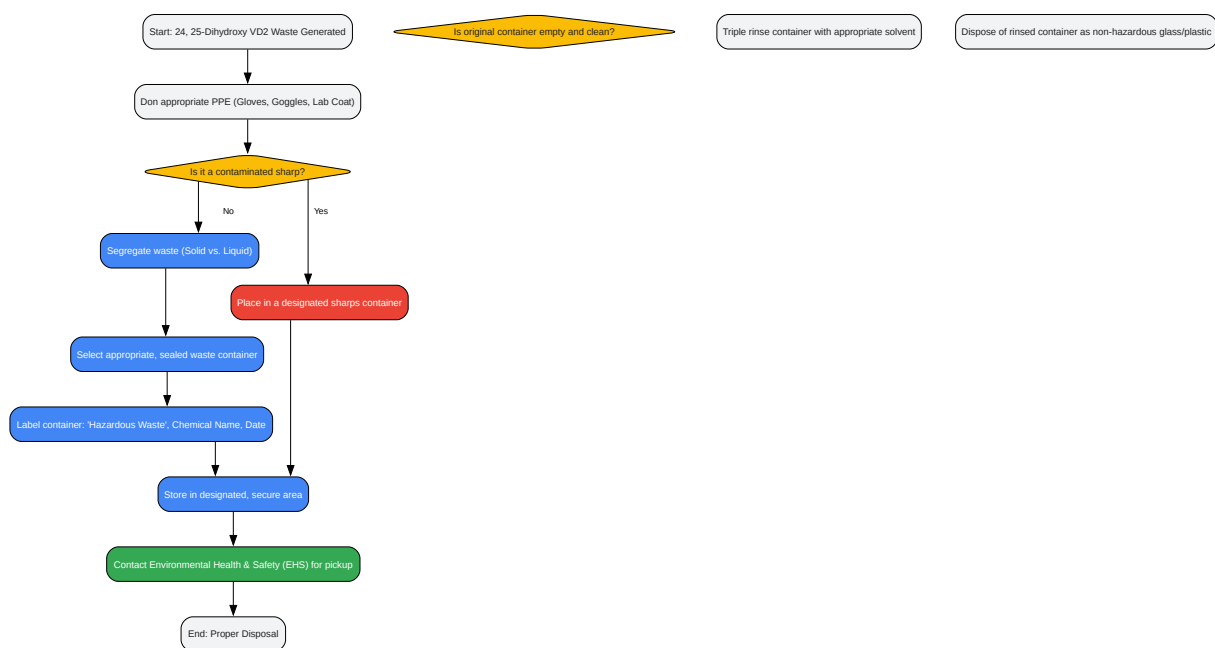 Start: 24, 25-Dihydroxy VD2 Waste Generated
Is original container empty and clean?
Triple rinse container with appropriate solvent
Dispose of rinsed container as non-hazardous glass/plastic
Don appropriate PPE (Gloves, Goggles, Lab Coat)
Is it a contaminated sharp?
No
Yes
Segregate waste (Solid vs. Liquid)
Place in a designated sharps container
Select appropriate, sealed waste container
Label container: 'Hazardous Waste', Chemical Name, Date
Store in designated, secure area
Contact Environmental Health & Safety (EHS) for pickup
End: Proper Disposal